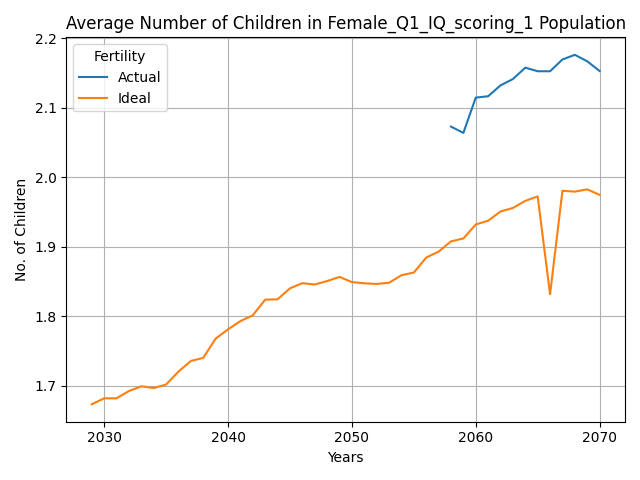 Average Number of Children in Female_Q1_IQ_scoring_1 Population
Fertility
Actual
Ideal
2.2
2.1
2.0
1.9
1.8
1.7
No. of Children
2030 2040 2050 2060 2070
Years